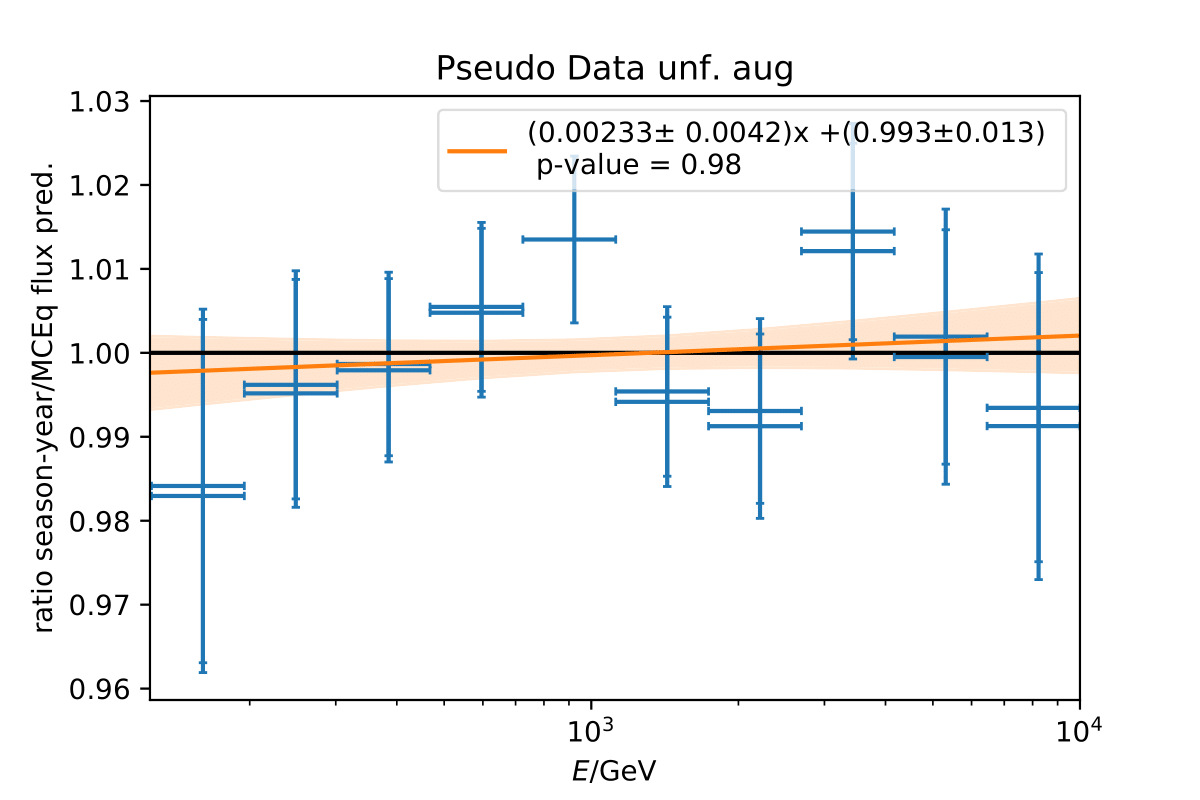 Pseudo Data unf. aug
(0.00233± 0.0042)x +(0.993±0.013)
p-value = 0.98
ratio season-year/MCEq flux pred.
1.03
1.02
1.01
1.00
0.99
0.98
0.97
0.96
10³
10⁴
E/GeV